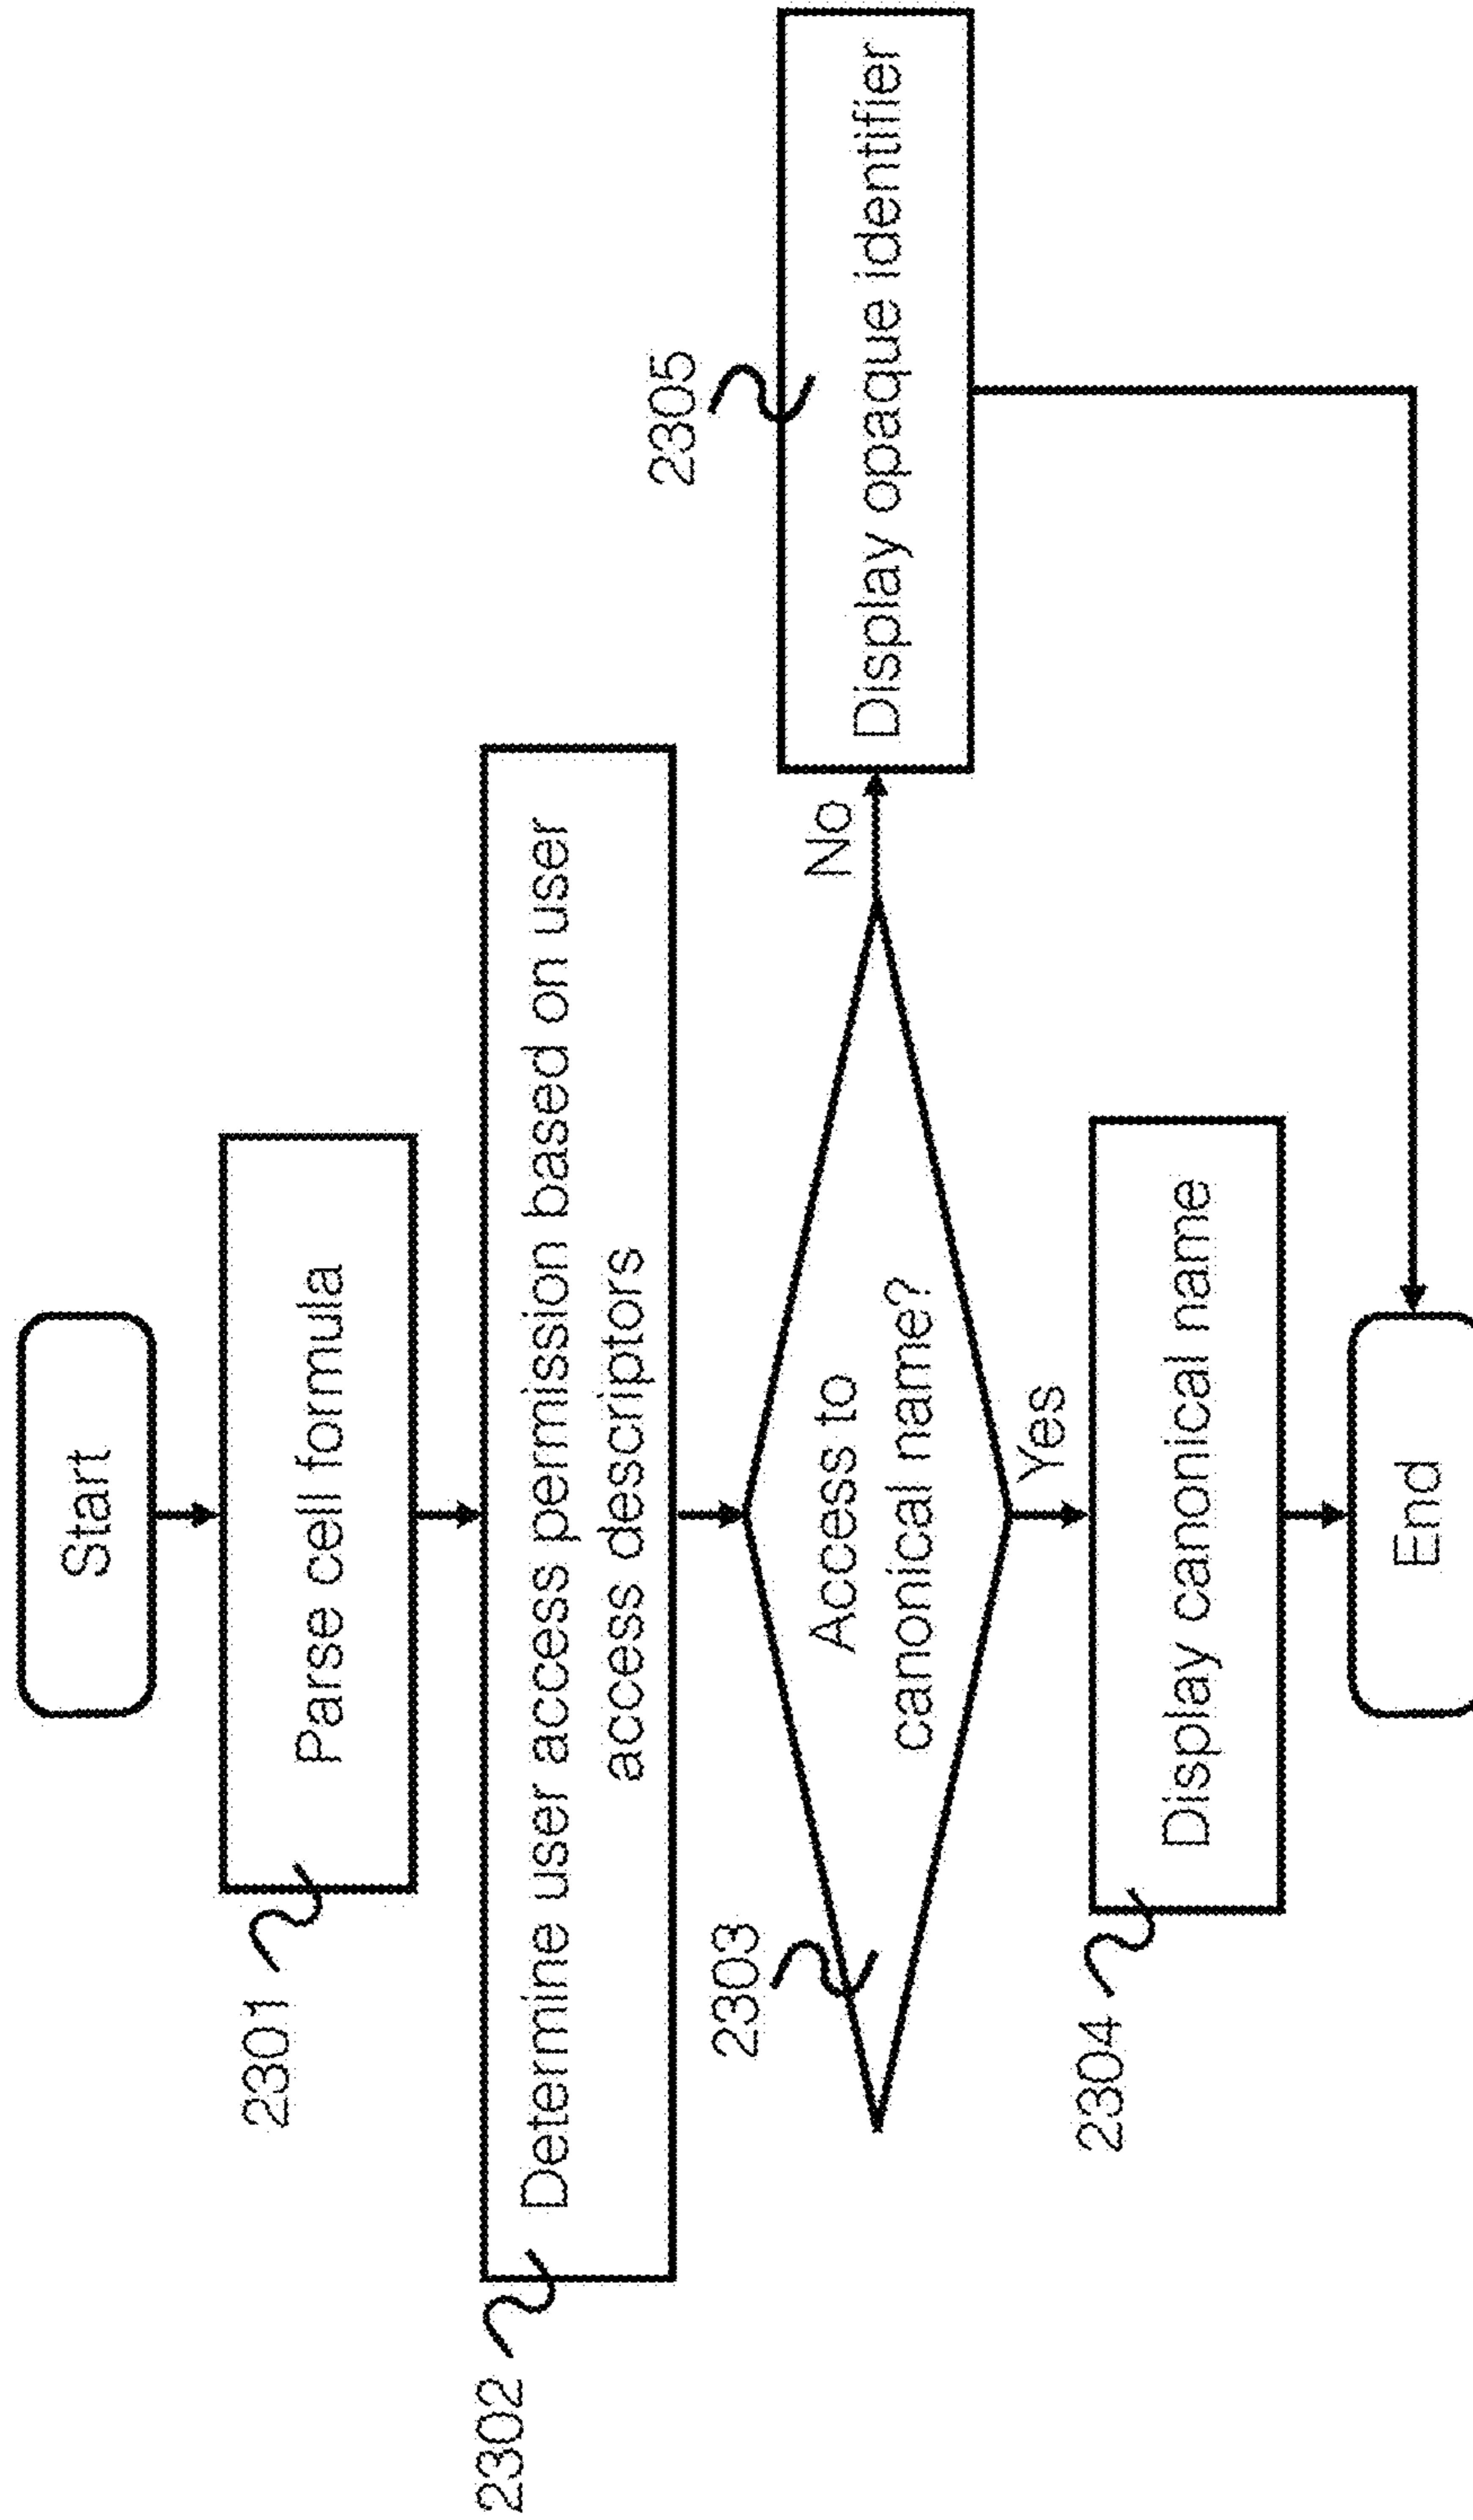 Start
2301
Parse cell formula
2302
Determine user access permission based on user
access descriptors
2303
Access to
canonical name?
No
2305
Display opaque identifier
Yes
2304
Display canonical name
End